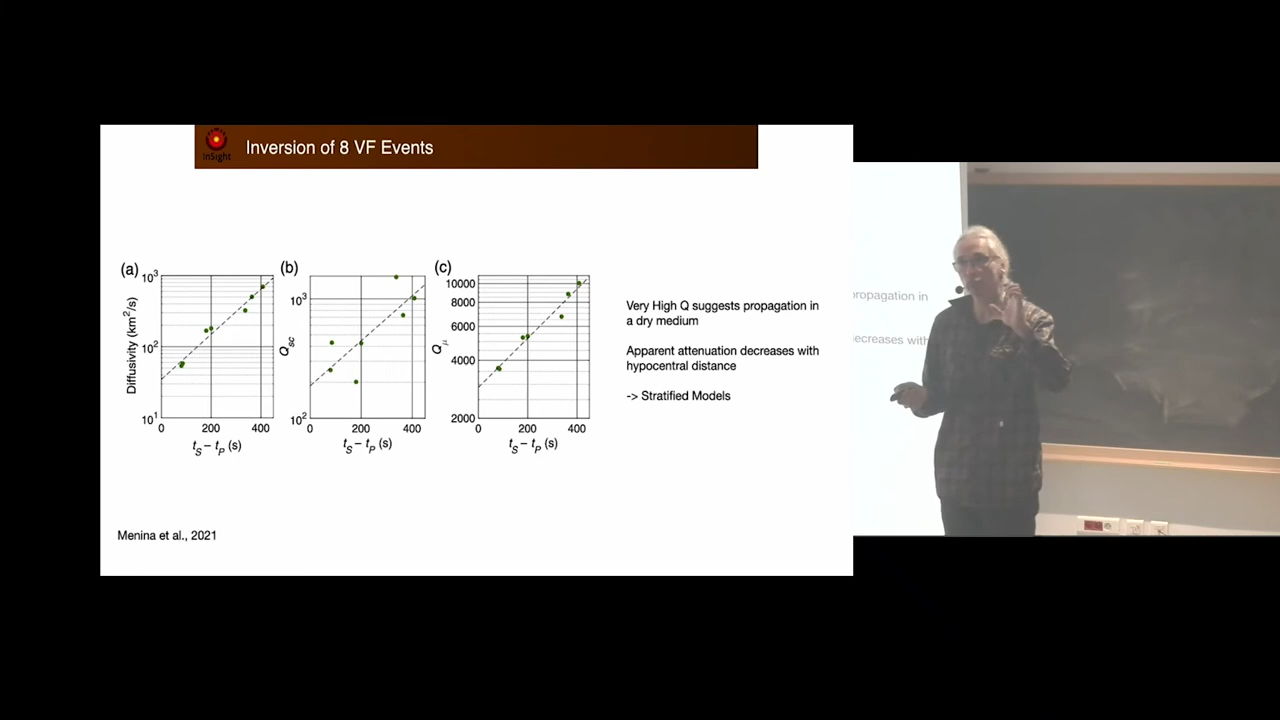 InSight
Inversion of 8 VF Events
(a)
(b)
(c)
10³
10²
10¹
Diffusivity (km²/s)
0 200 400
tS – tP (s)
10³
10²
Qsc
0 200 400
tS – tP (s)
10000
8000
6000
4000
2000
Qμ
0 200 400
tS – tP (s)
Very High Q suggests propagation in
a dry medium
Apparent attenuation decreases with
hypocentral distance
-> Stratified Models
Menina et al., 2021
propagation in
ecreases with